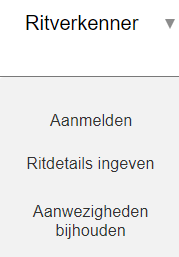 Ritverkenner ▼
Aanmelden
Ritdetails ingeven
Aanwezigheden
bijhouden